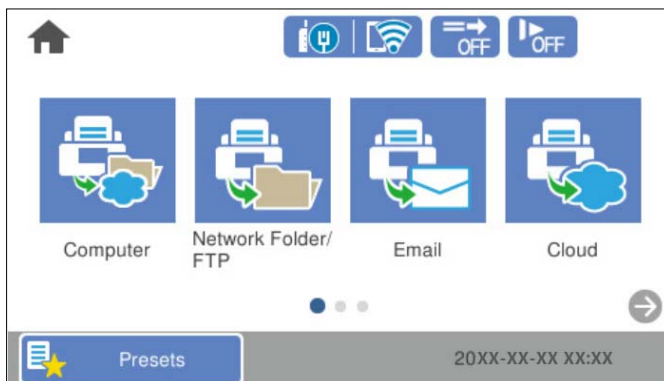 OFF
OFF
Computer
Network Folder/
FTP
Email
Cloud
Presets
20XX-XX-XX XX:XX